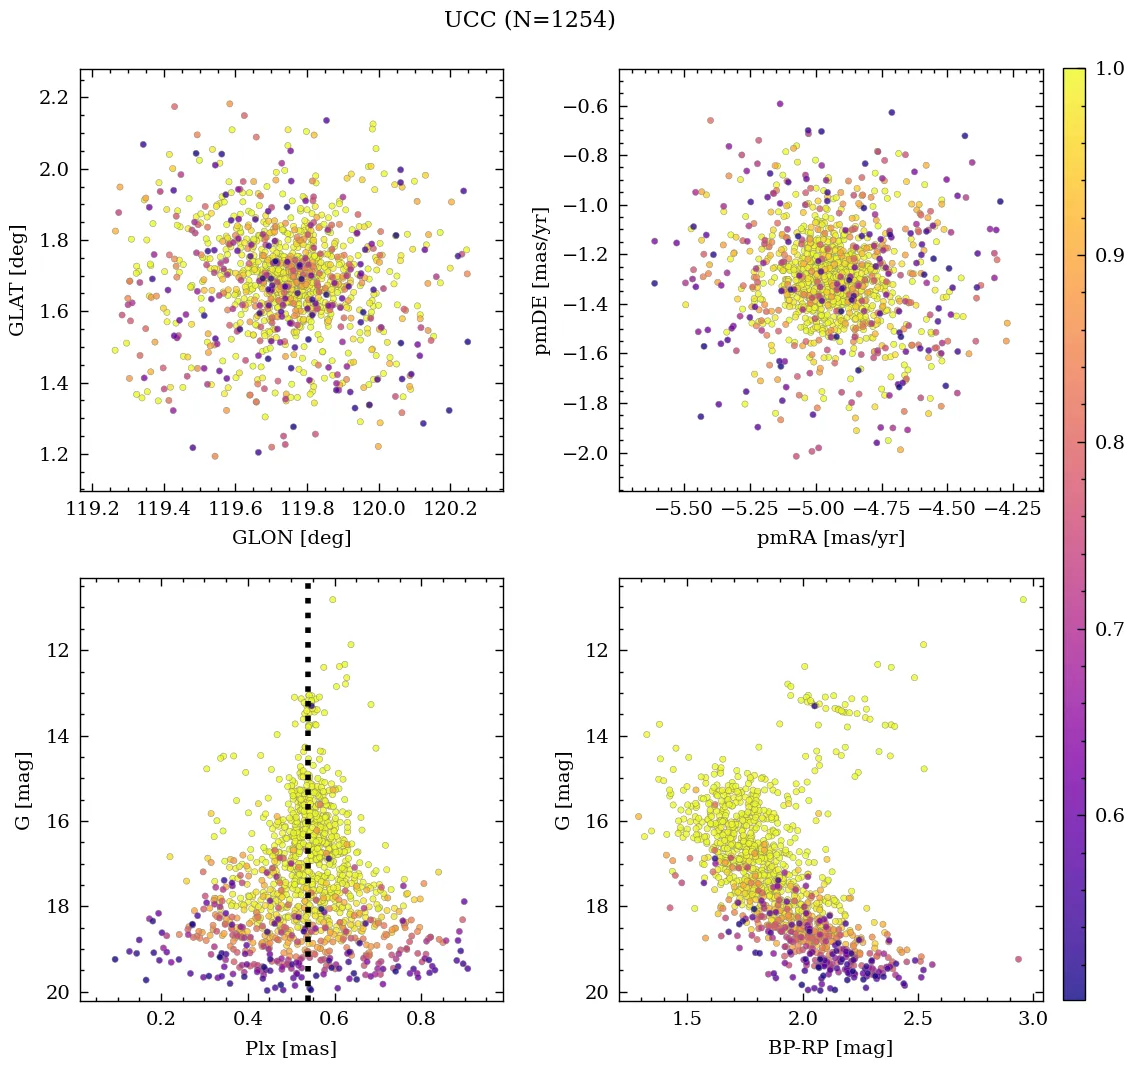 UCC (N=1254)
2.2
2.0
1.8
1.6
1.4
1.2
GLAT [deg]
119.2 119.4 119.6 119.8 120.0 120.2
GLON [deg]
−0.6
−0.8
−1.0
−1.2
−1.4
−1.6
−1.8
−2.0
pmDE [mas/yr]
−5.50 −5.25 −5.00 −4.75 −4.50 −4.25
pmRA [mas/yr]
1.0
0.9
0.8
0.7
0.6
12
14
16
18
20
G [mag]
0.2 0.4 0.6 0.8
Plx [mas]
12
14
16
18
20
G [mag]
1.5 2.0 2.5 3.0
BP-RP [mag]